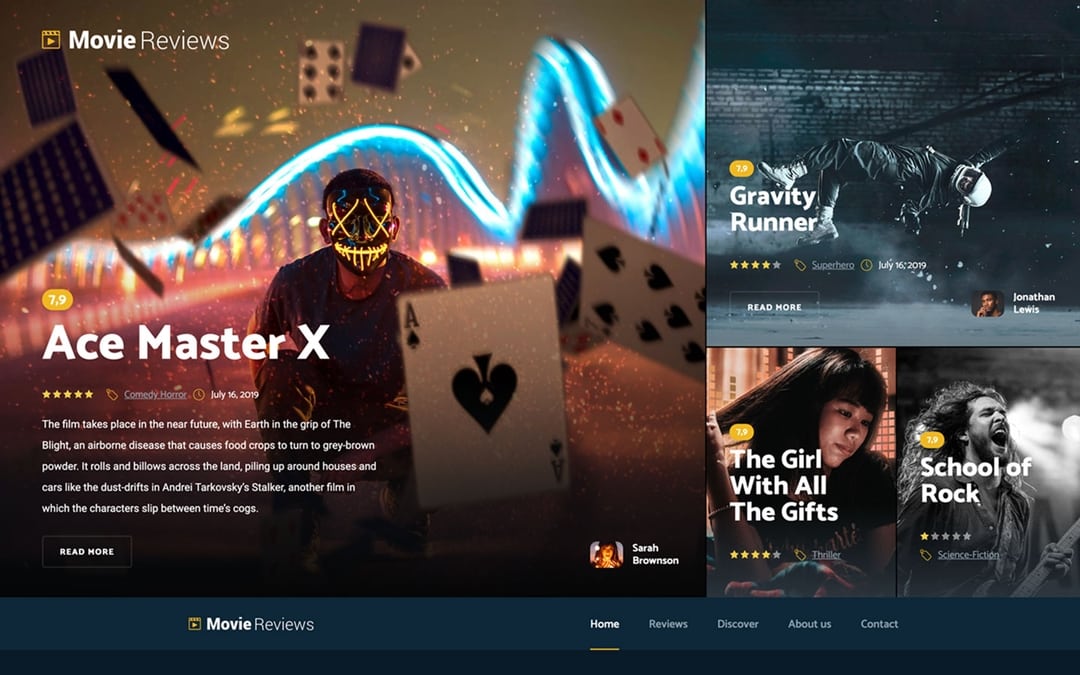 Movie Reviews
7,9
Ace Master X
Comedy Horror July 16, 2019
The film takes place in the near future, with Earth in the grip of The
Blight, an airborne disease that causes food crops to turn to grey-brown
powder. It rolls and billows across the land, piling up around houses and
cars like the dust-drifts in Andrei Tarkovsky's Stalker, another film in
which the characters slip between time's cogs.
READ MORE
Sarah
Brownson
A
A
7,9
Gravity
Runner
Superhero July 16, 2019
READ MORE
Jonathan
Lewis
7,9
The Girl
With All
The Gifts
Thriller
7,9
School of
Rock
Science-Fiction
Movie Reviews
Home Reviews Discover About us Contact